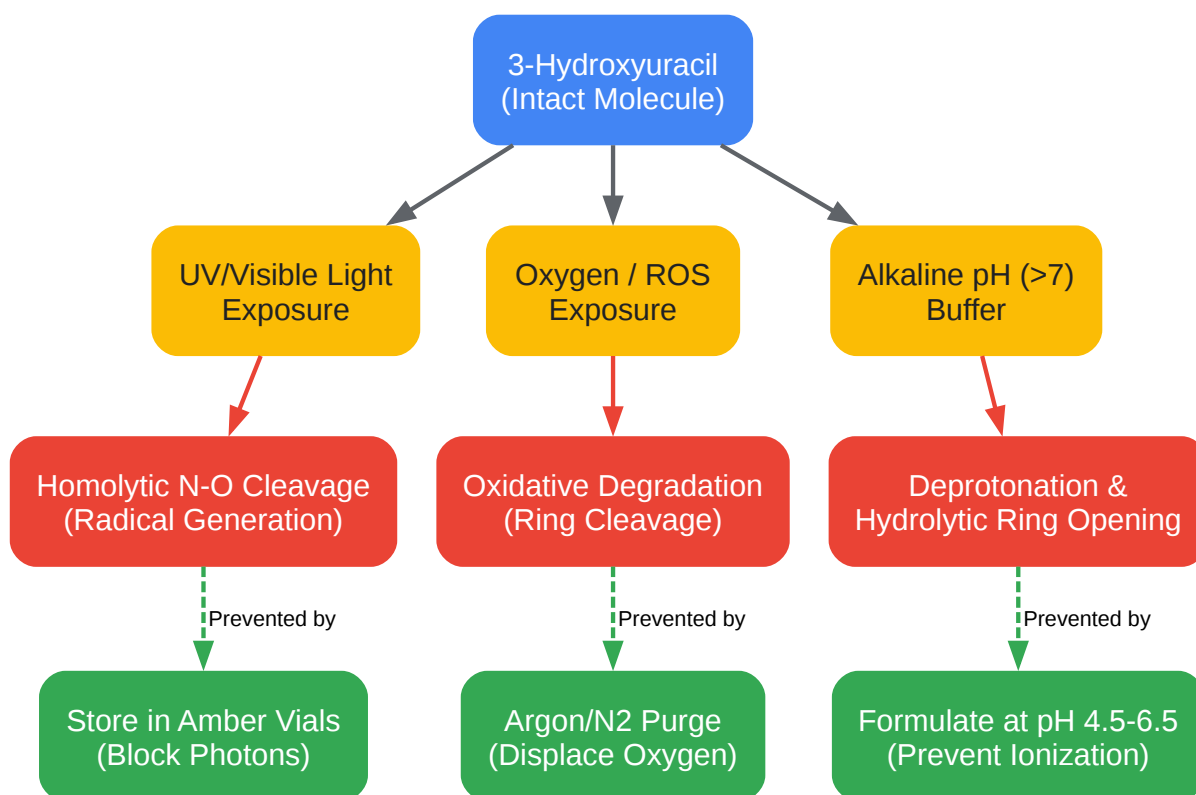 3-Hydroxyuracil
(Intact Molecule)
UV/Visible Light
Exposure
Oxygen / ROS
Exposure
Alkaline pH (>7)
Buffer
Homolytic N-O Cleavage
(Radical Generation)
Oxidative Degradation
(Ring Cleavage)
Deprotonation &
Hydrolytic Ring Opening
Prevented by
Prevented by
Prevented by
Store in Amber Vials
(Block Photons)
Argon/N2 Purge
(Displace Oxygen)
Formulate at pH 4.5-6.5
(Prevent Ionization)